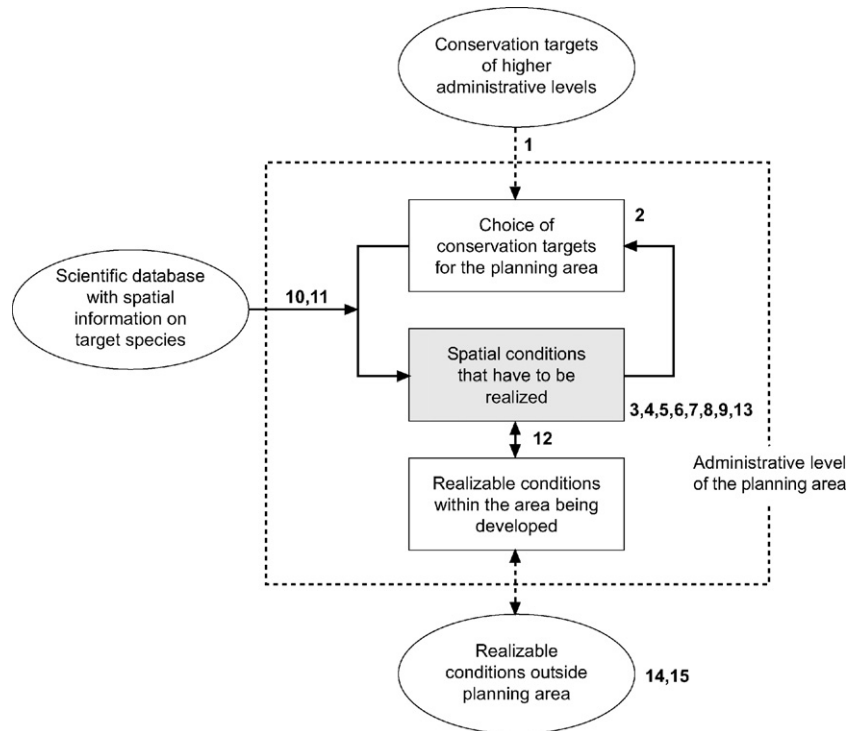 Conservation targets
of higher
administrative levels
1
Choice of
conservation targets
for the planning area
2
Scientific database
with spatial
information on
target species
10,11
Spatial conditions
that have to be
realized
3,4,5,6,7,8,9,13
12
Administrative level
of the planning area
Realizable conditions
within the area being
developed
Realizable
conditions outside
planning area
14,15